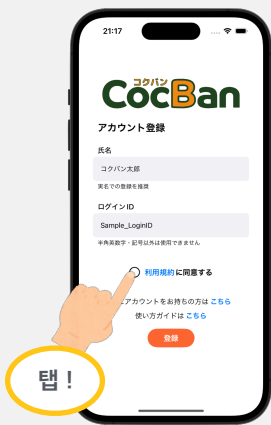 21:17
コクバン
CocBan
アカウント登録
氏名
コクバン太郎
実名での登録を推奨
ログインID
Sample_LoginID
半角英数字・記号以外は使用できません
利用規約に同意する
アカウントをお持ちの方は こちら
使い方ガイドは こちら
登録
탭 !